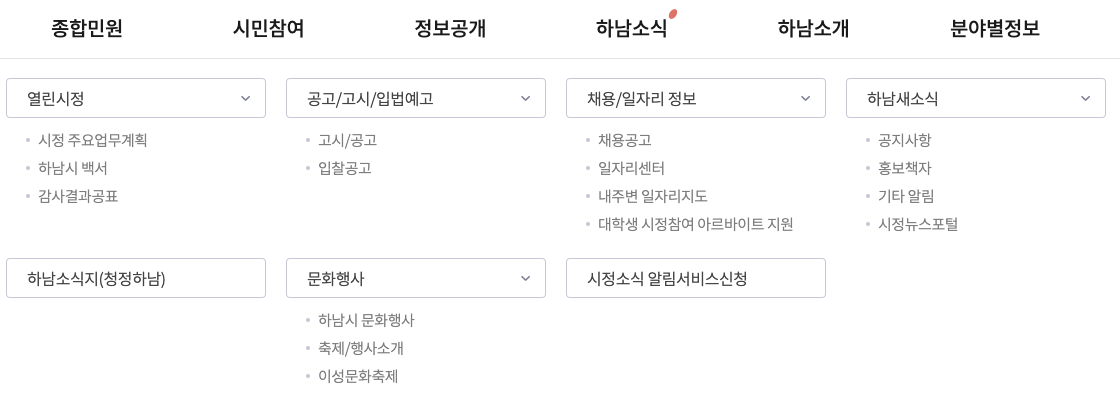 종합민원
시민참여
정보공개
하남소식
하남소개
분야별정보
열린시정
시정 주요업무계획
하남시 백서
감사결과공표
공고/고시/입법예고
고시/공고
입찰공고
채용/일자리 정보
채용공고
일자리센터
내주변 일자리지도
대학생 시정참여 아르바이트 지원
하남새소식
공지사항
홍보책자
기타 알림
시정뉴스포털
하남소식지(청정하남)
문화행사
하남시 문화행사
축제/행사소개
이성문화축제
시정소식 알림서비스신청